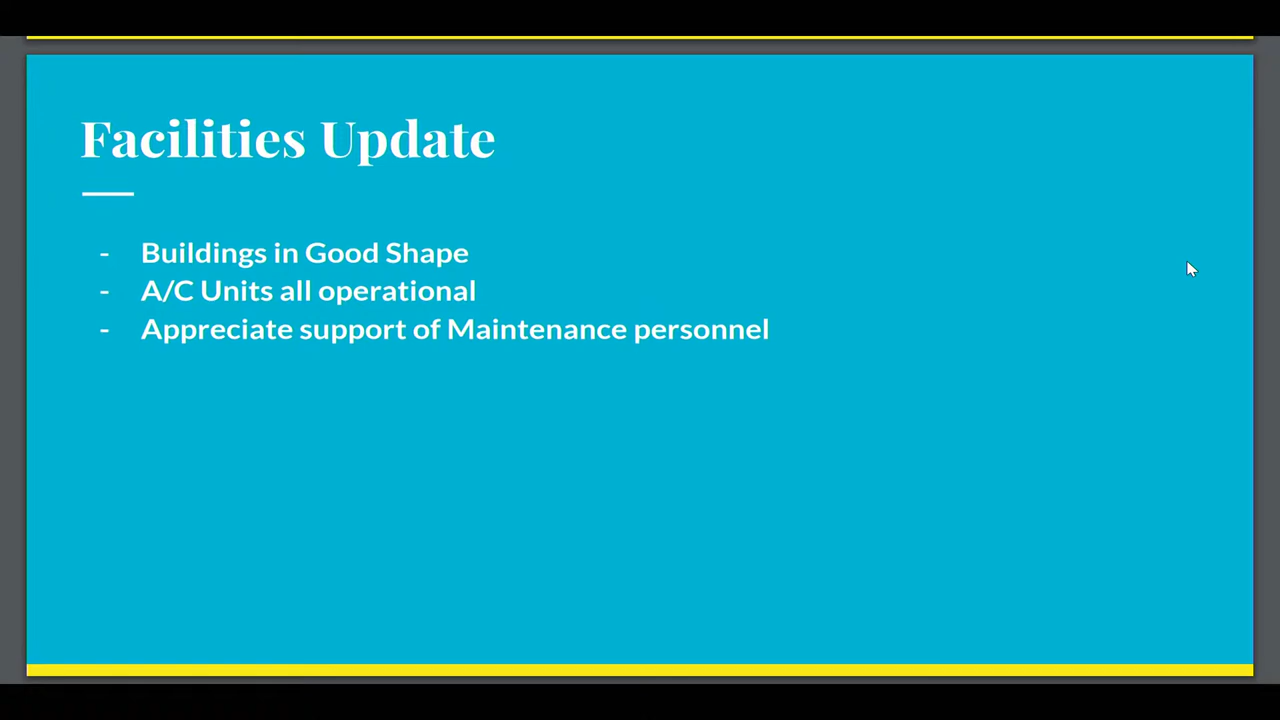 Facilities Update
- Buildings in Good Shape
- A/C Units all operational
- Appreciate support of Maintenance personnel